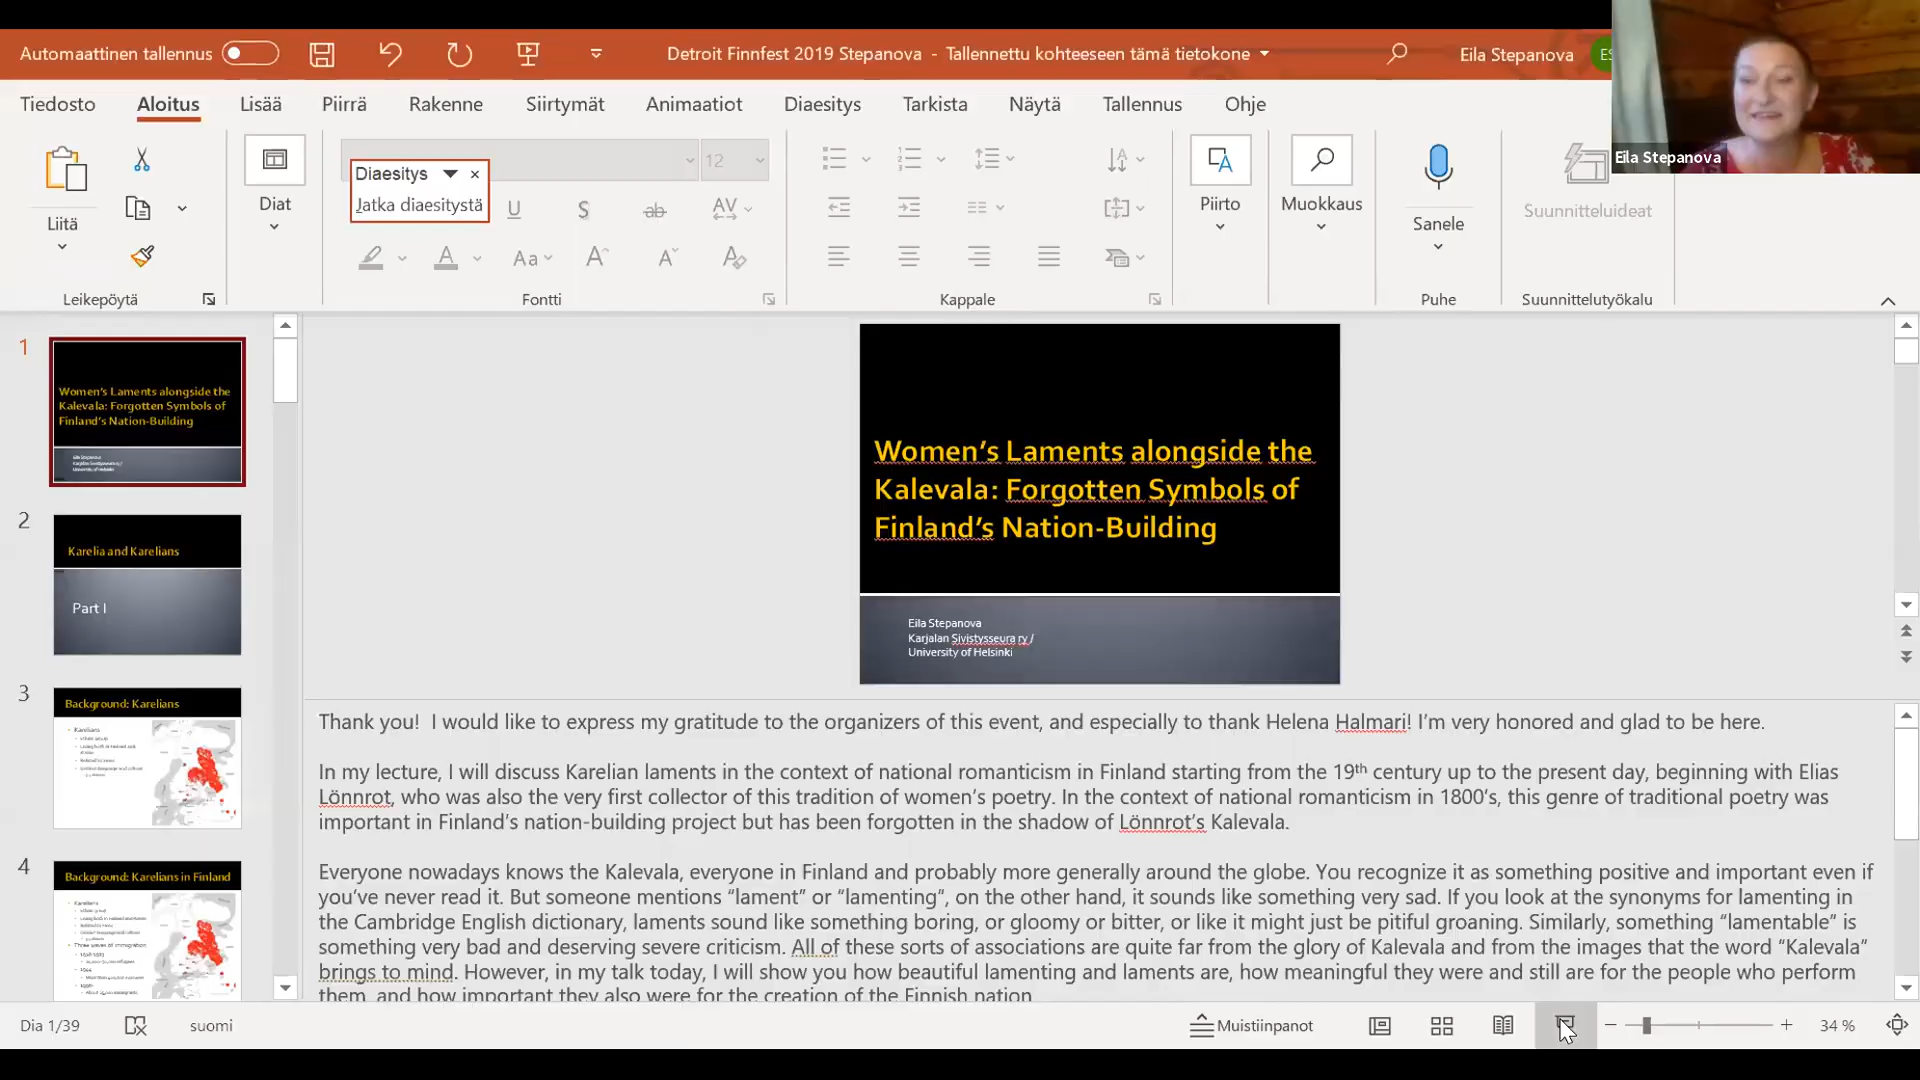 Automaattinen tallennus
Detroit Finnfest 2019 Stepanova - Tallennettu kohteeseen tämä tietokone
Eila Stepanova
ES
Tiedosto Aloitus Lisää Piirrä Rakenne Siirtymät Animaatiot Diaesitys Tarkista Näytä Tallennus Ohje
Eila Stepanova
12
Diaesitys
Jatka diaesitystä
Liitä
Diat
Piirto
Muokkaus
Sanele
Suunnitteluideat
Leikepöytä
Fontti
Kappale
Puhe
Suunnittelutyökalu
1
Women's Laments alongside the
Kalevala: Forgotten Symbols of
Finland's Nation-Building
Eila Stepanova
Karjalan Sivistysseura ry /
University of Helsinki
2
Karelia and Karelians
Part I
3
Background: Karelians
Karelians
4
Background: Karelians in Finland
Karelians
Women's Laments alongside the
Kalevala: Forgotten Symbols of
Finland's Nation-Building
Eila Stepanova
Karjalan Sivistysseura ry /
University of Helsinki
Thank you! I would like to express my gratitude to the organizers of this event, and especially to thank Helena Halmari! I'm very honored and glad to be here.
In my lecture, I will discuss Karelian laments in the context of national romanticism in Finland starting from the 19th century up to the present day, beginning with Elias
Lönnrot, who was also the very first collector of this tradition of women's poetry. In the context of national romanticism in 1800's, this genre of traditional poetry was
important in Finland's nation-building project but has been forgotten in the shadow of Lönnrot's Kalevala.
Everyone nowadays knows the Kalevala, everyone in Finland and probably more generally around the globe. You recognize it as something positive and important even if
you've never read it. But someone mentions "lament" or "lamenting", on the other hand, it sounds like something very sad. If you look at the synonyms for lamenting in
the Cambridge English dictionary, laments sound like something boring, or gloomy or bitter, or like it might just be pitiful groaning. Similarly, something "lamentable" is
something very bad and deserving severe criticism. All of these sorts of associations are quite far from the glory of Kalevala and from the images that the word "Kalevala"
brings to mind. However, in my talk today, I will show you how beautiful lamenting and laments are, how meaningful they were and still are for the people who perform
them, and how important they also were for the creation of the Finnish nation.
Dia 1/39
suomi
Muistiinpanot
34 %